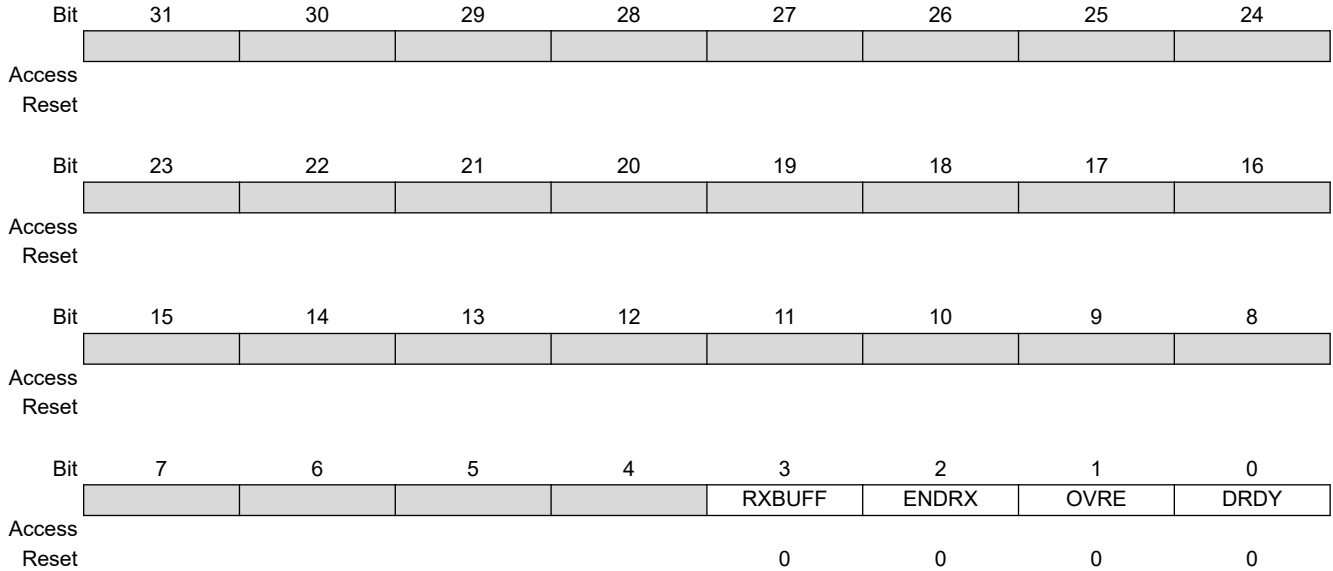 Bit 31 30 29 28 27 26 25 24
Access
Reset
Bit 23 22 21 20 19 18 17 16
Access
Reset
Bit 15 14 13 12 11 10 9 8
Access
Reset
Bit 7 6 5 4 3 2 1 0
RXBUFF ENDRX OVRE DRDY
Access
Reset 0 0 0 0